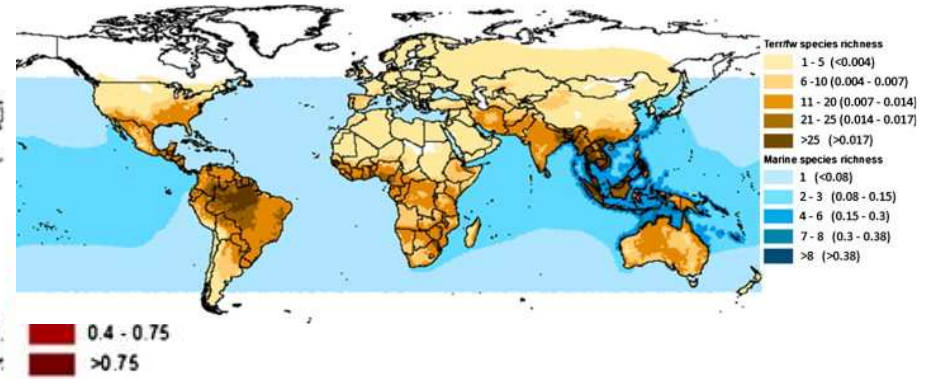 Terr/fw species richness
1 - 5 (<0.004)
6 -10 (0.004 - 0.007)
11 - 20 (0.007 - 0.014)
21 - 25 (0.014 - 0.017)
>25 (>0.017)
Marine species richness
1 (<0.08)
2 - 3 (0.08 - 0.15)
4 - 6 (0.15 - 0.3)
7 - 8 (0.3 - 0.38)
>8 (>0.38)
0.4 - 0.75
>0.75